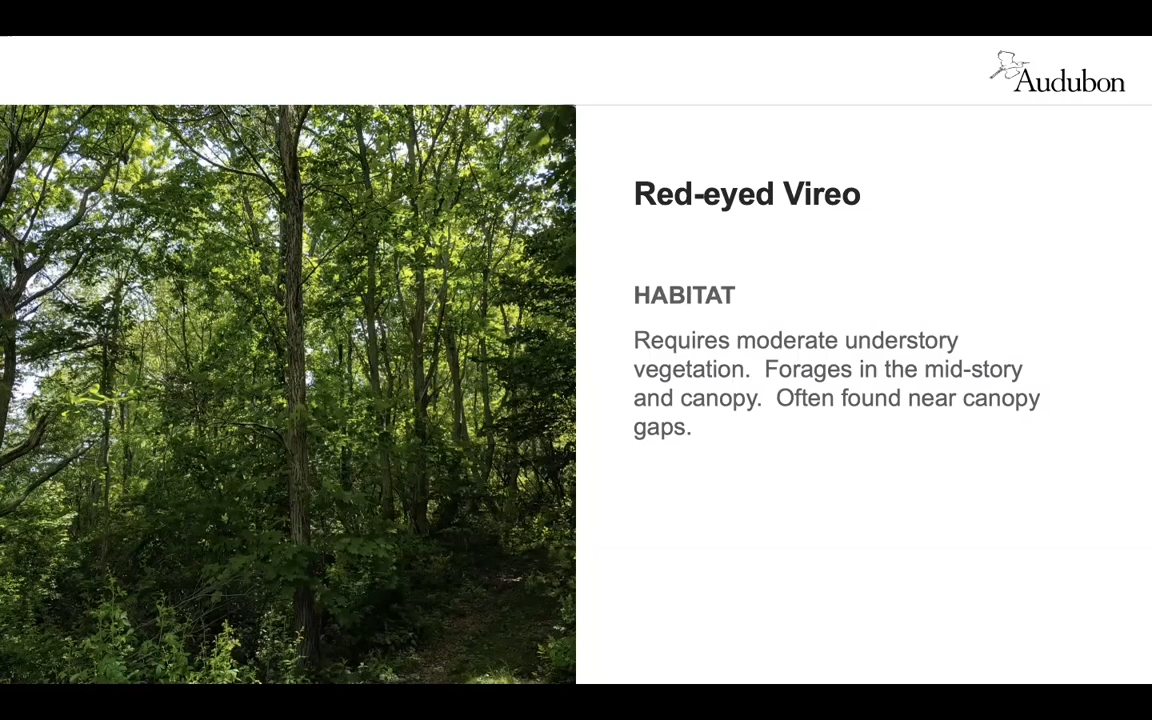 Audubon
Red-eyed Vireo
HABITAT
Requires moderate understory
vegetation.  Forages in the mid-story
and canopy.  Often found near canopy
gaps.